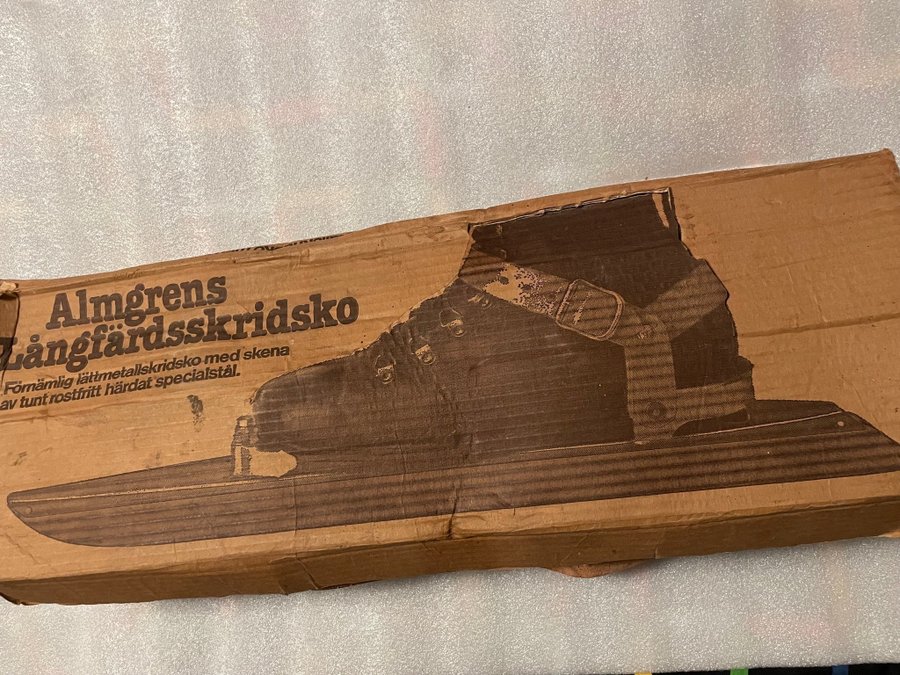 Almgrens
Långfärdsskridsko
Förnämlig lättmetallskridsko med skena
av tunt rostfritt härdat specialstål.